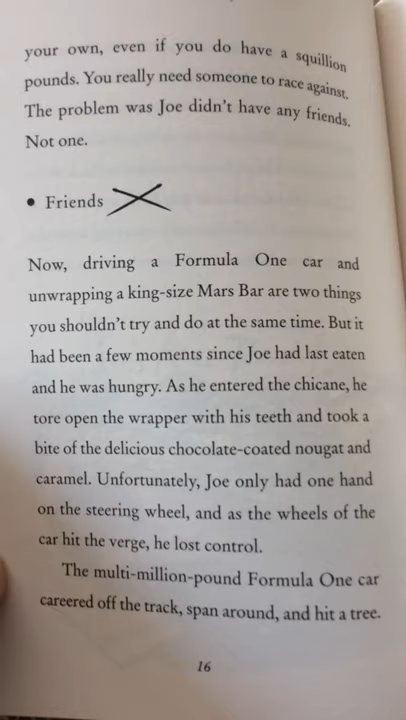 your own, even if you do have a squillion
pounds. You really need someone to race against.
The problem was Joe didn't have any friends.
Not one.
• Friends
Now, driving a Formula One car and
unwrapping a king-size Mars Bar are two things
you shouldn't try and do at the same time. But it
had been a few moments since Joe had last eaten
and he was hungry. As he entered the chicane, he
tore open the wrapper with his teeth and took a
bite of the delicious chocolate-coated nougat and
caramel. Unfortunately, Joe only had one hand
on the steering wheel, and as the wheels of the
car hit the verge, he lost control.
The multi-million-pound Formula One car
careered off the track, span around, and hit a tree.
16